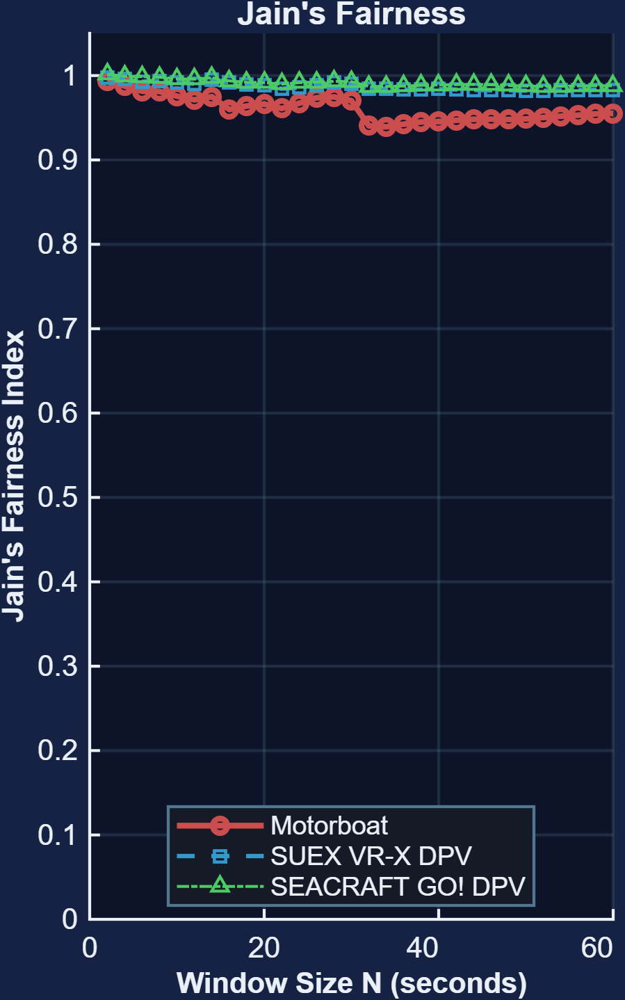 Jain's Fairness
1
0.9
0.8
0.7
0.6
0.5
0.4
0.3
0.2
0.1
0
Jain's Fairness Index
Motorboat
SUEX VR-X DPV
SEACRAFT GO! DPV
0 20 40 60
Window Size N (seconds)